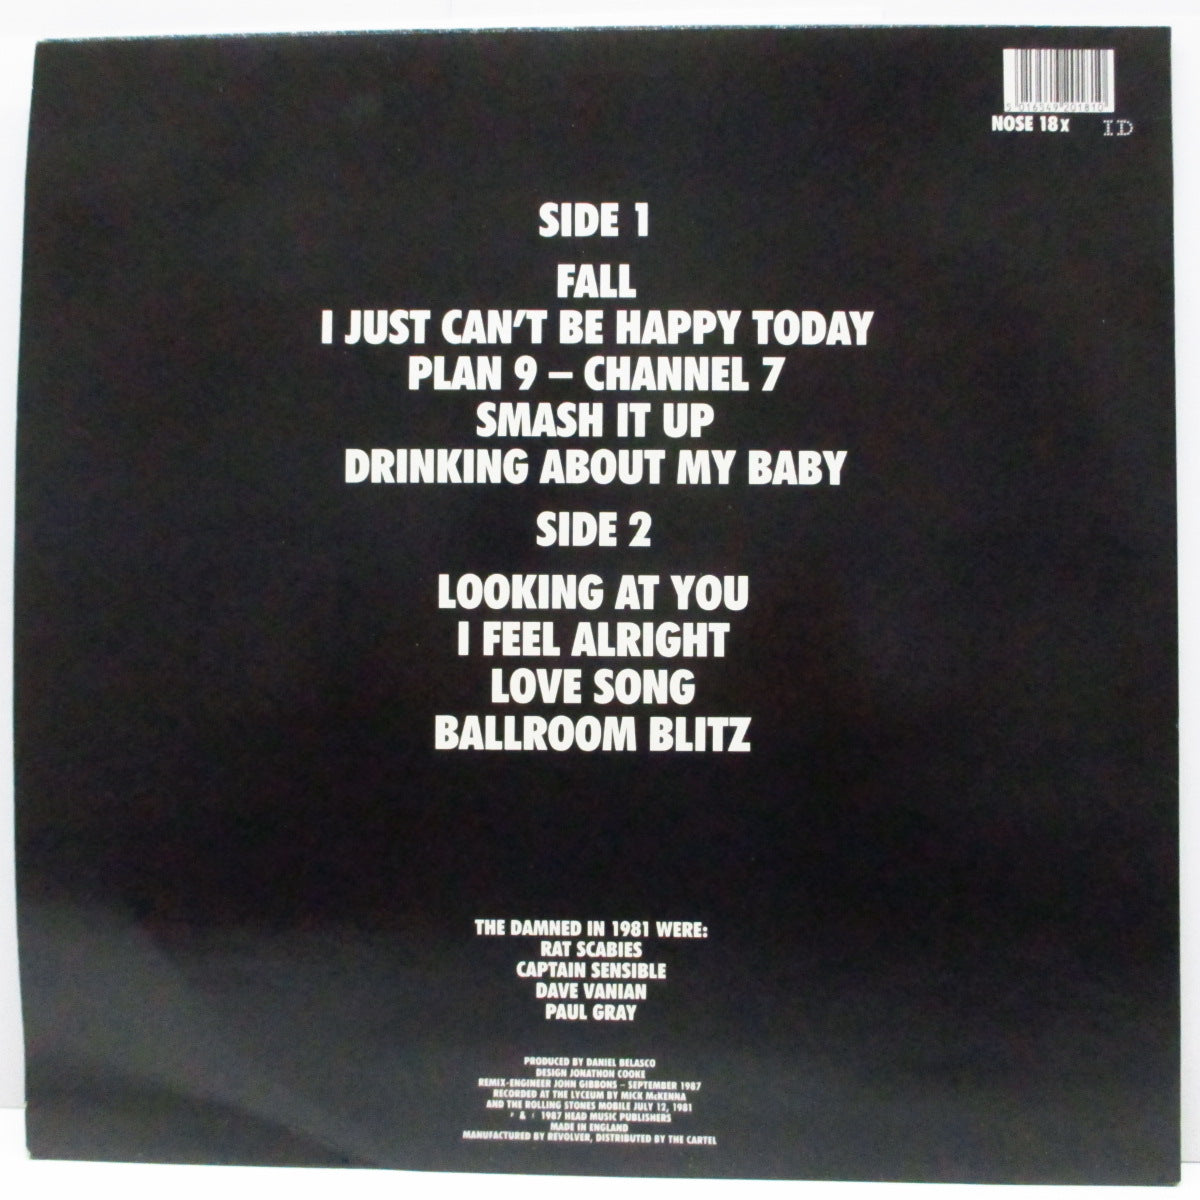 5 016549 201810
NOSE 18x ID
SIDE 1
FALL
I JUST CAN'T BE HAPPY TODAY
PLAN 9 – CHANNEL 7
SMASH IT UP
DRINKING ABOUT MY BABY
SIDE 2
LOOKING AT YOU
I FEEL ALRIGHT
LOVE SONG
BALLROOM BLITZ
THE DAMNED IN 1981 WERE:
RAT SCABIES
CAPTAIN SENSIBLE
DAVE VANIAN
PAUL GRAY
PRODUCED BY DANIEL BELASCO
DESIGN JONATHON COOKE
REMIX-ENGINEER JOHN GIBBONS – SEPTEMBER 1987
RECORDED AT THE LYCEUM BY MICK McKENNA
AND THE ROLLING STONES MOBILE JULY 12, 1981
& 1987 HEAD MUSIC PUBLISHERS
MADE IN ENGLAND
MANUFACTURED BY REVOLVER, DISTRIBUTED BY THE CARTEL